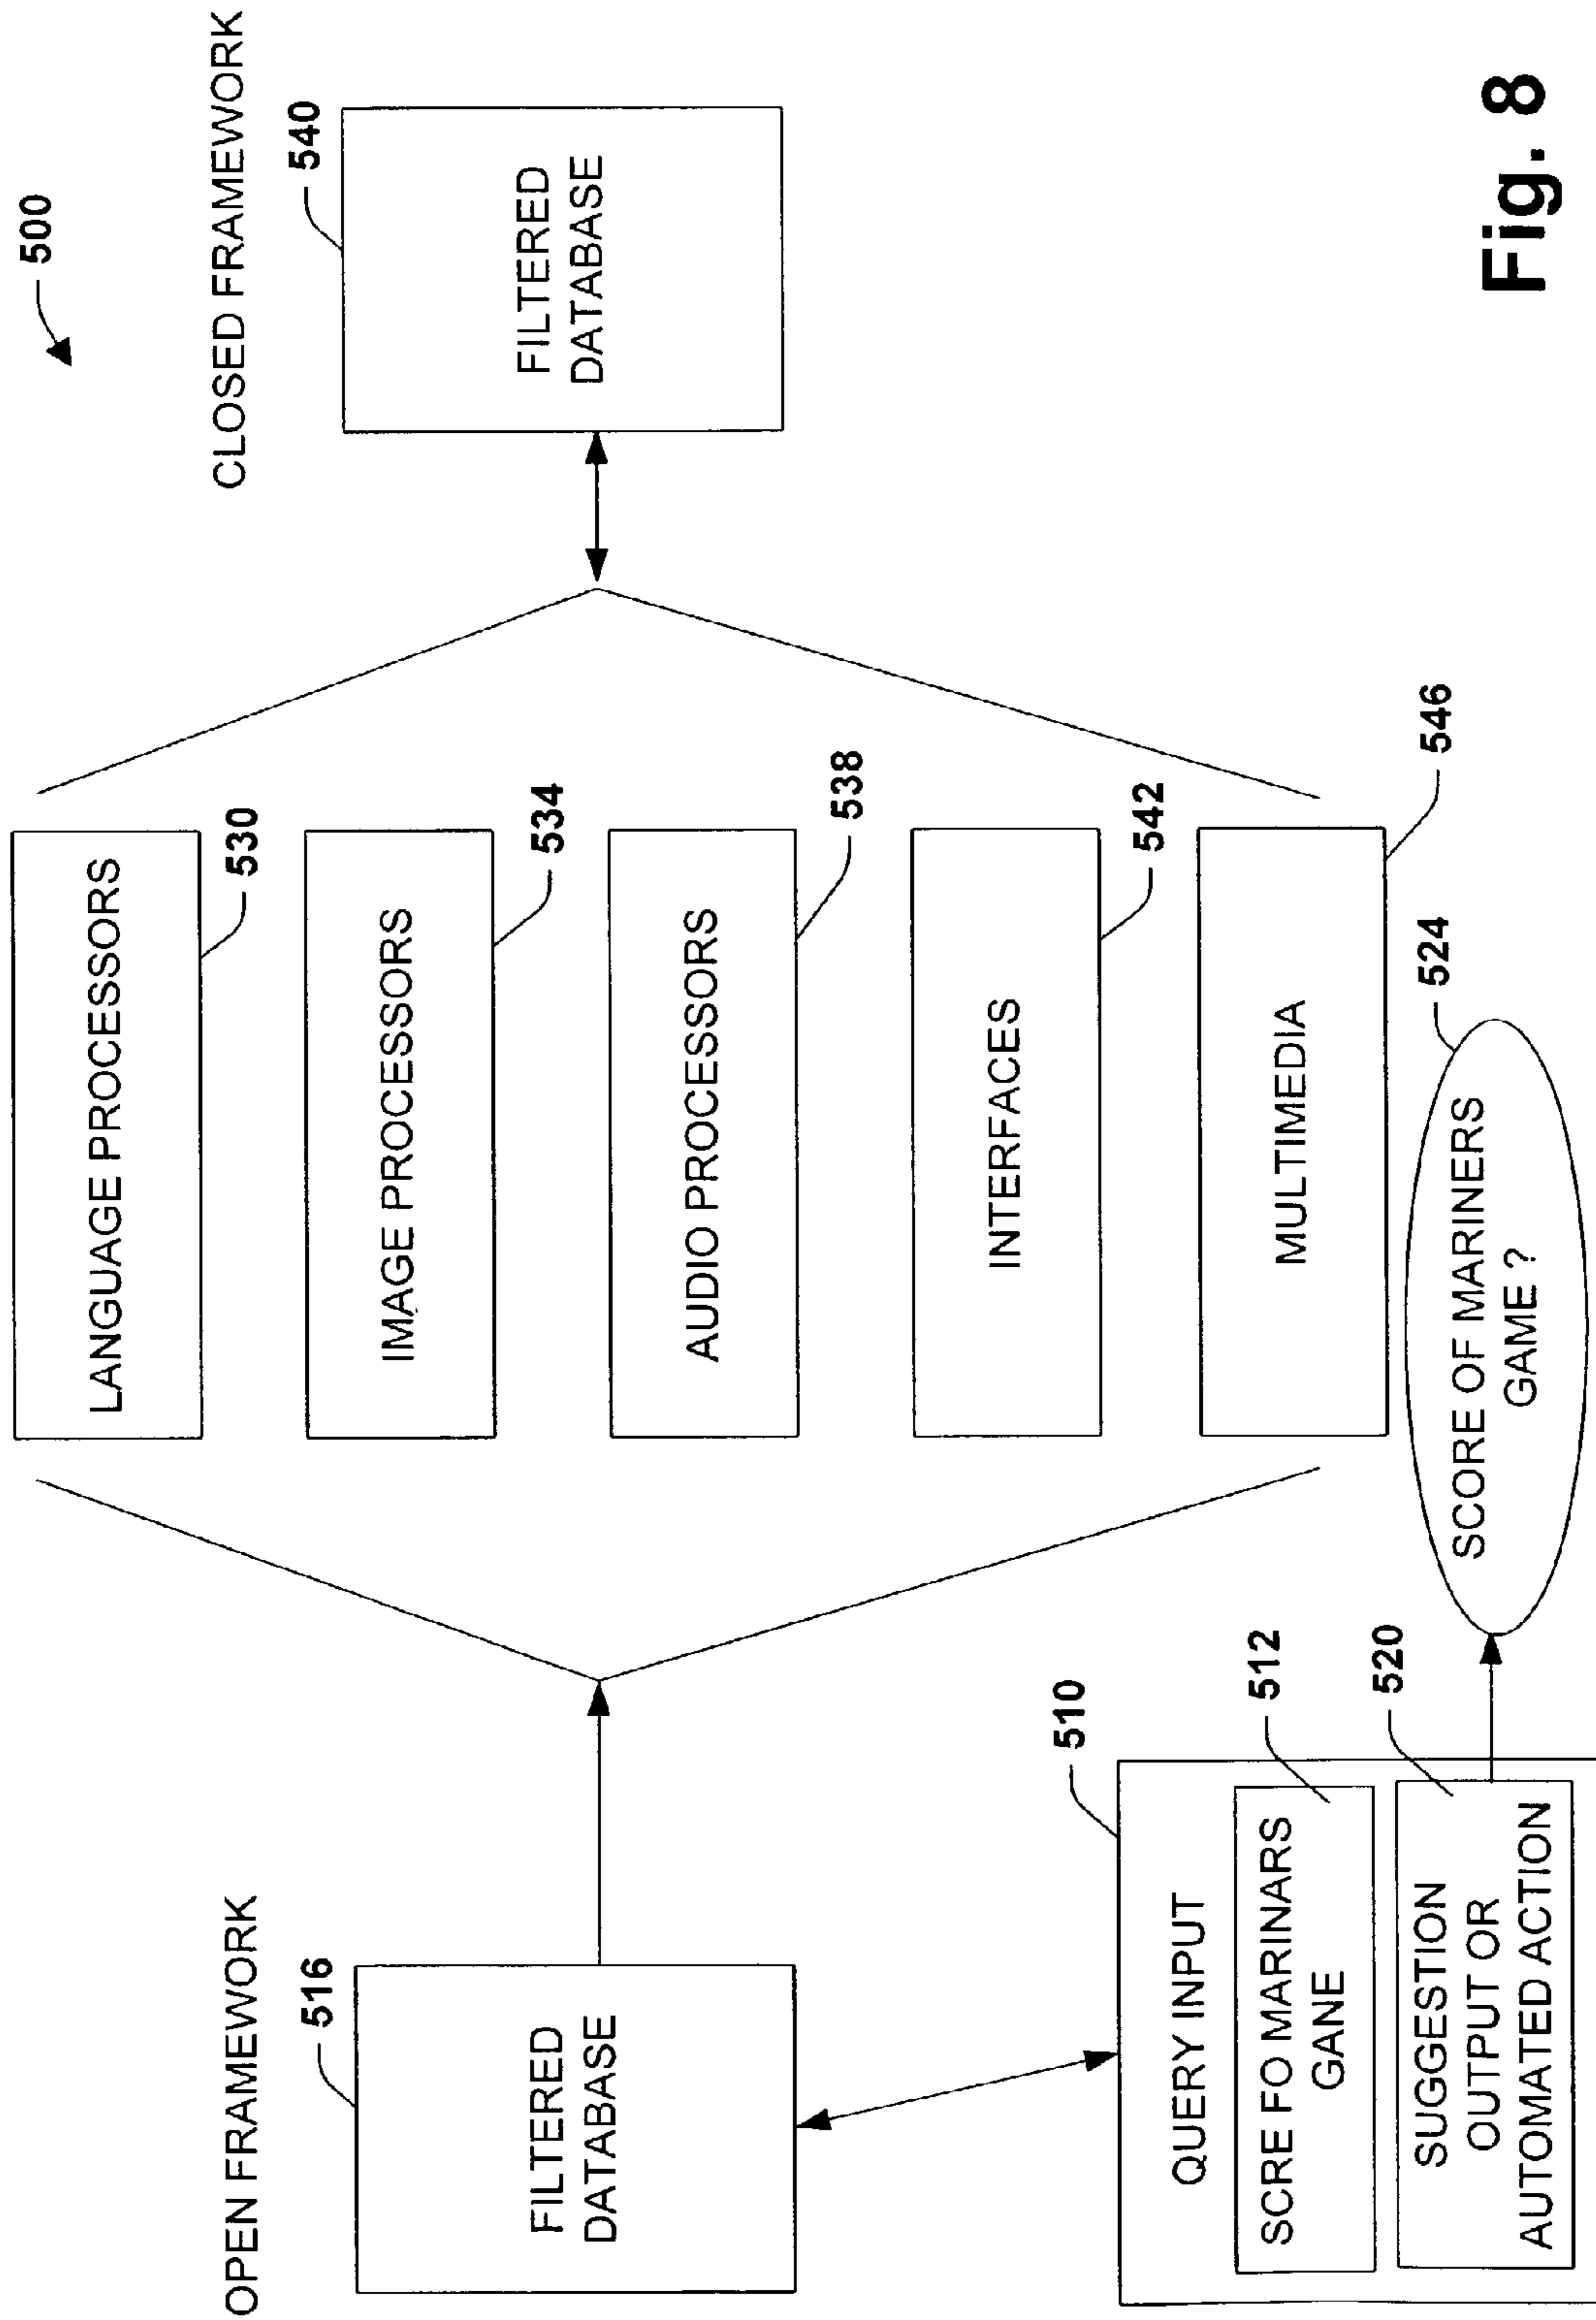 500
OPEN FRAMEWORK
CLOSED FRAMEWORK
516
FILTERED
DATABASE
LANGUAGE PROCESSORS
530
IMAGE PROCESSORS
534
AUDIO PROCESSORS
538
INTERFACES
542
MULTIMEDIA
546
540
FILTERED
DATABASE
510
QUERY INPUT
512
SCRE FO MARINARS
GANE
520
SUGGESTION
OUTPUT OR
AUTOMATED ACTION
524
SCORE OF MARINERS
GAME ?
Fig. 8